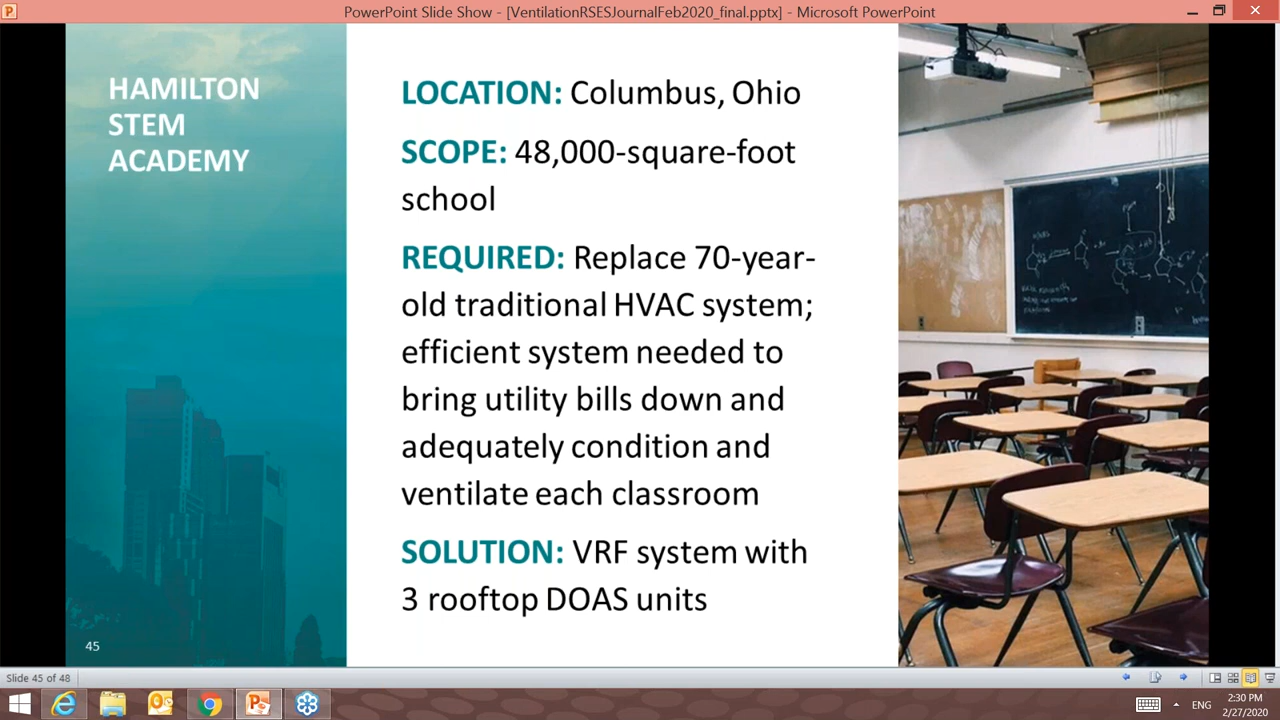 PowerPoint Slide Show - [VentilationRSESJournalFeb2020_final.pptx] - Microsoft PowerPoint
HAMILTON
STEM
ACADEMY
LOCATION: Columbus, Ohio
SCOPE: 48,000-square-foot
school
REQUIRED: Replace 70-year-
old traditional HVAC system;
efficient system needed to
bring utility bills down and
adequately condition and
ventilate each classroom
SOLUTION: VRF system with
3 rooftop DOAS units
45
Slide 45 of 48
ENG
2:30 PM
2/27/2020